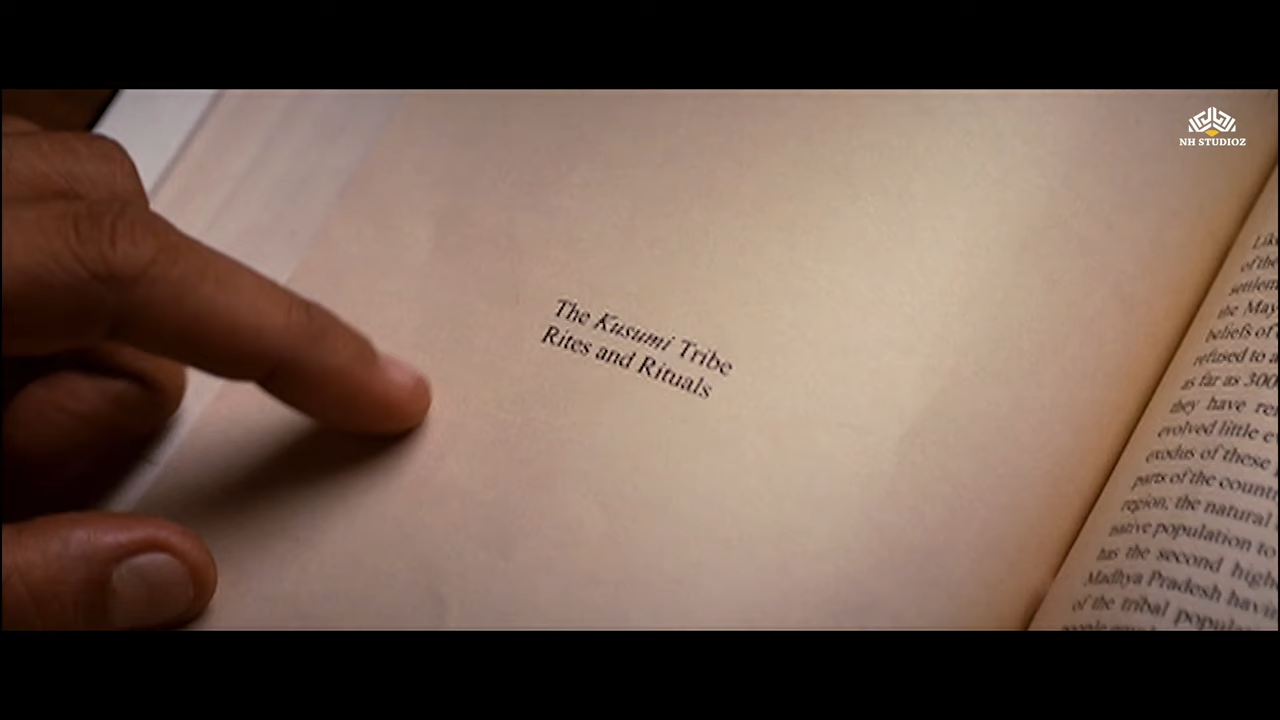 The Kusumi Tribe
Rites and Rituals
NH STUDIOZ
of the
the May
beliefs of
refused to
as far as 300
they have
evolved little
exodus of these
parts of the
region; the natural
native population to
has the second
Madhya Pradesh
of the tribal